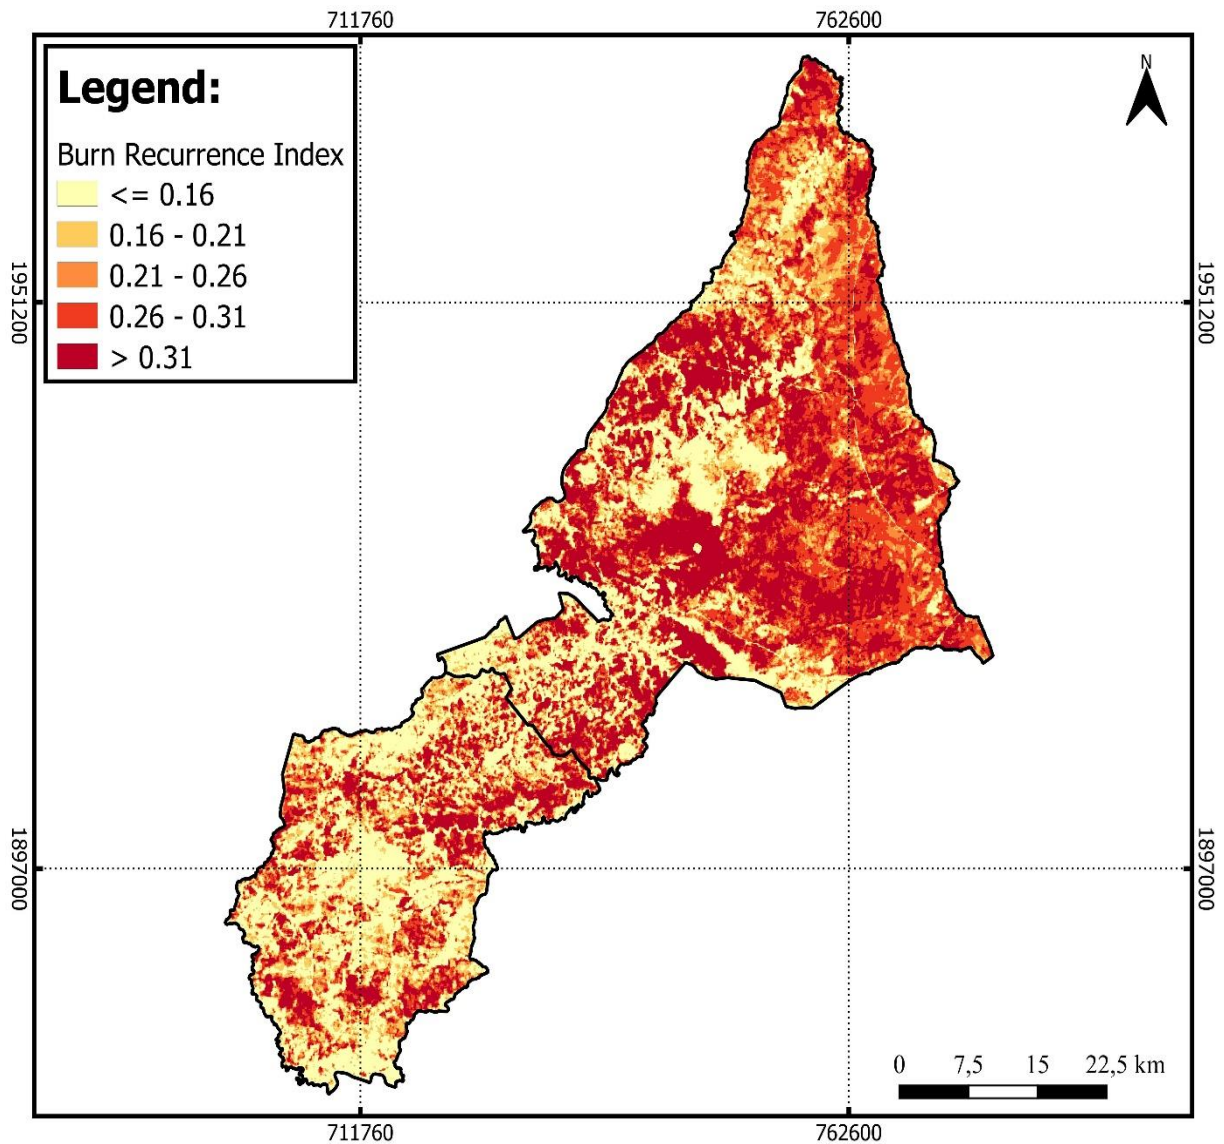 711760 762600
Legend:
Burn Recurrence Index
<= 0.16
0.16 - 0.21
0.21 - 0.26
0.26 - 0.31
> 0.31
N
1951200 1951200
1897000 1897000
0 7,5 15 22,5 km
711760 762600